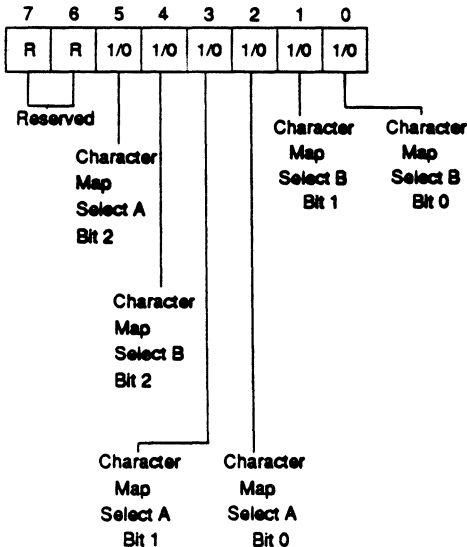 7 6 5 4 3 2 1 0
R R 1/0 1/0 1/0 1/0 1/0 1/0
Reserved
Character
Map
Select A
Bit 2
Character
Map
Select B
Bit 1
Character
Map
Select B
Bit 0
Character
Map
Select B
Bit 2
Character
Map
Select A
Bit 1
Character
Map
Select A
Bit 0